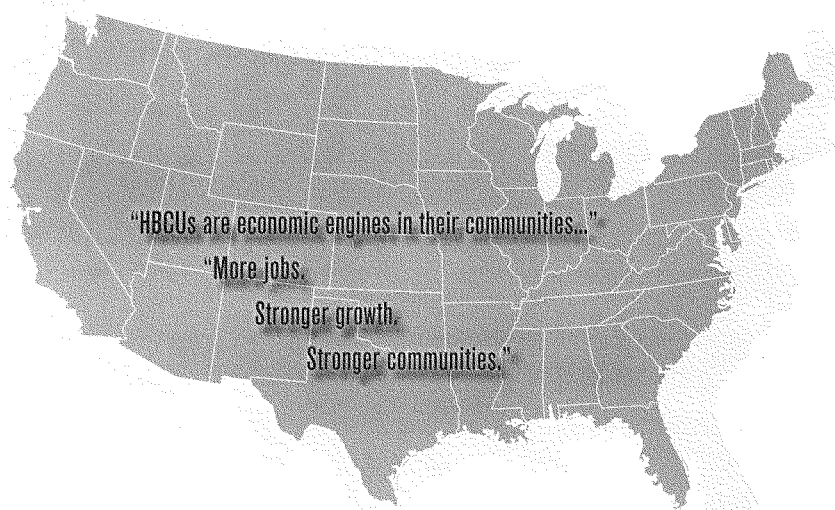 “HBCUs are economic engines in their communities...”
“More jobs.
Stronger growth.
Stronger communities.”